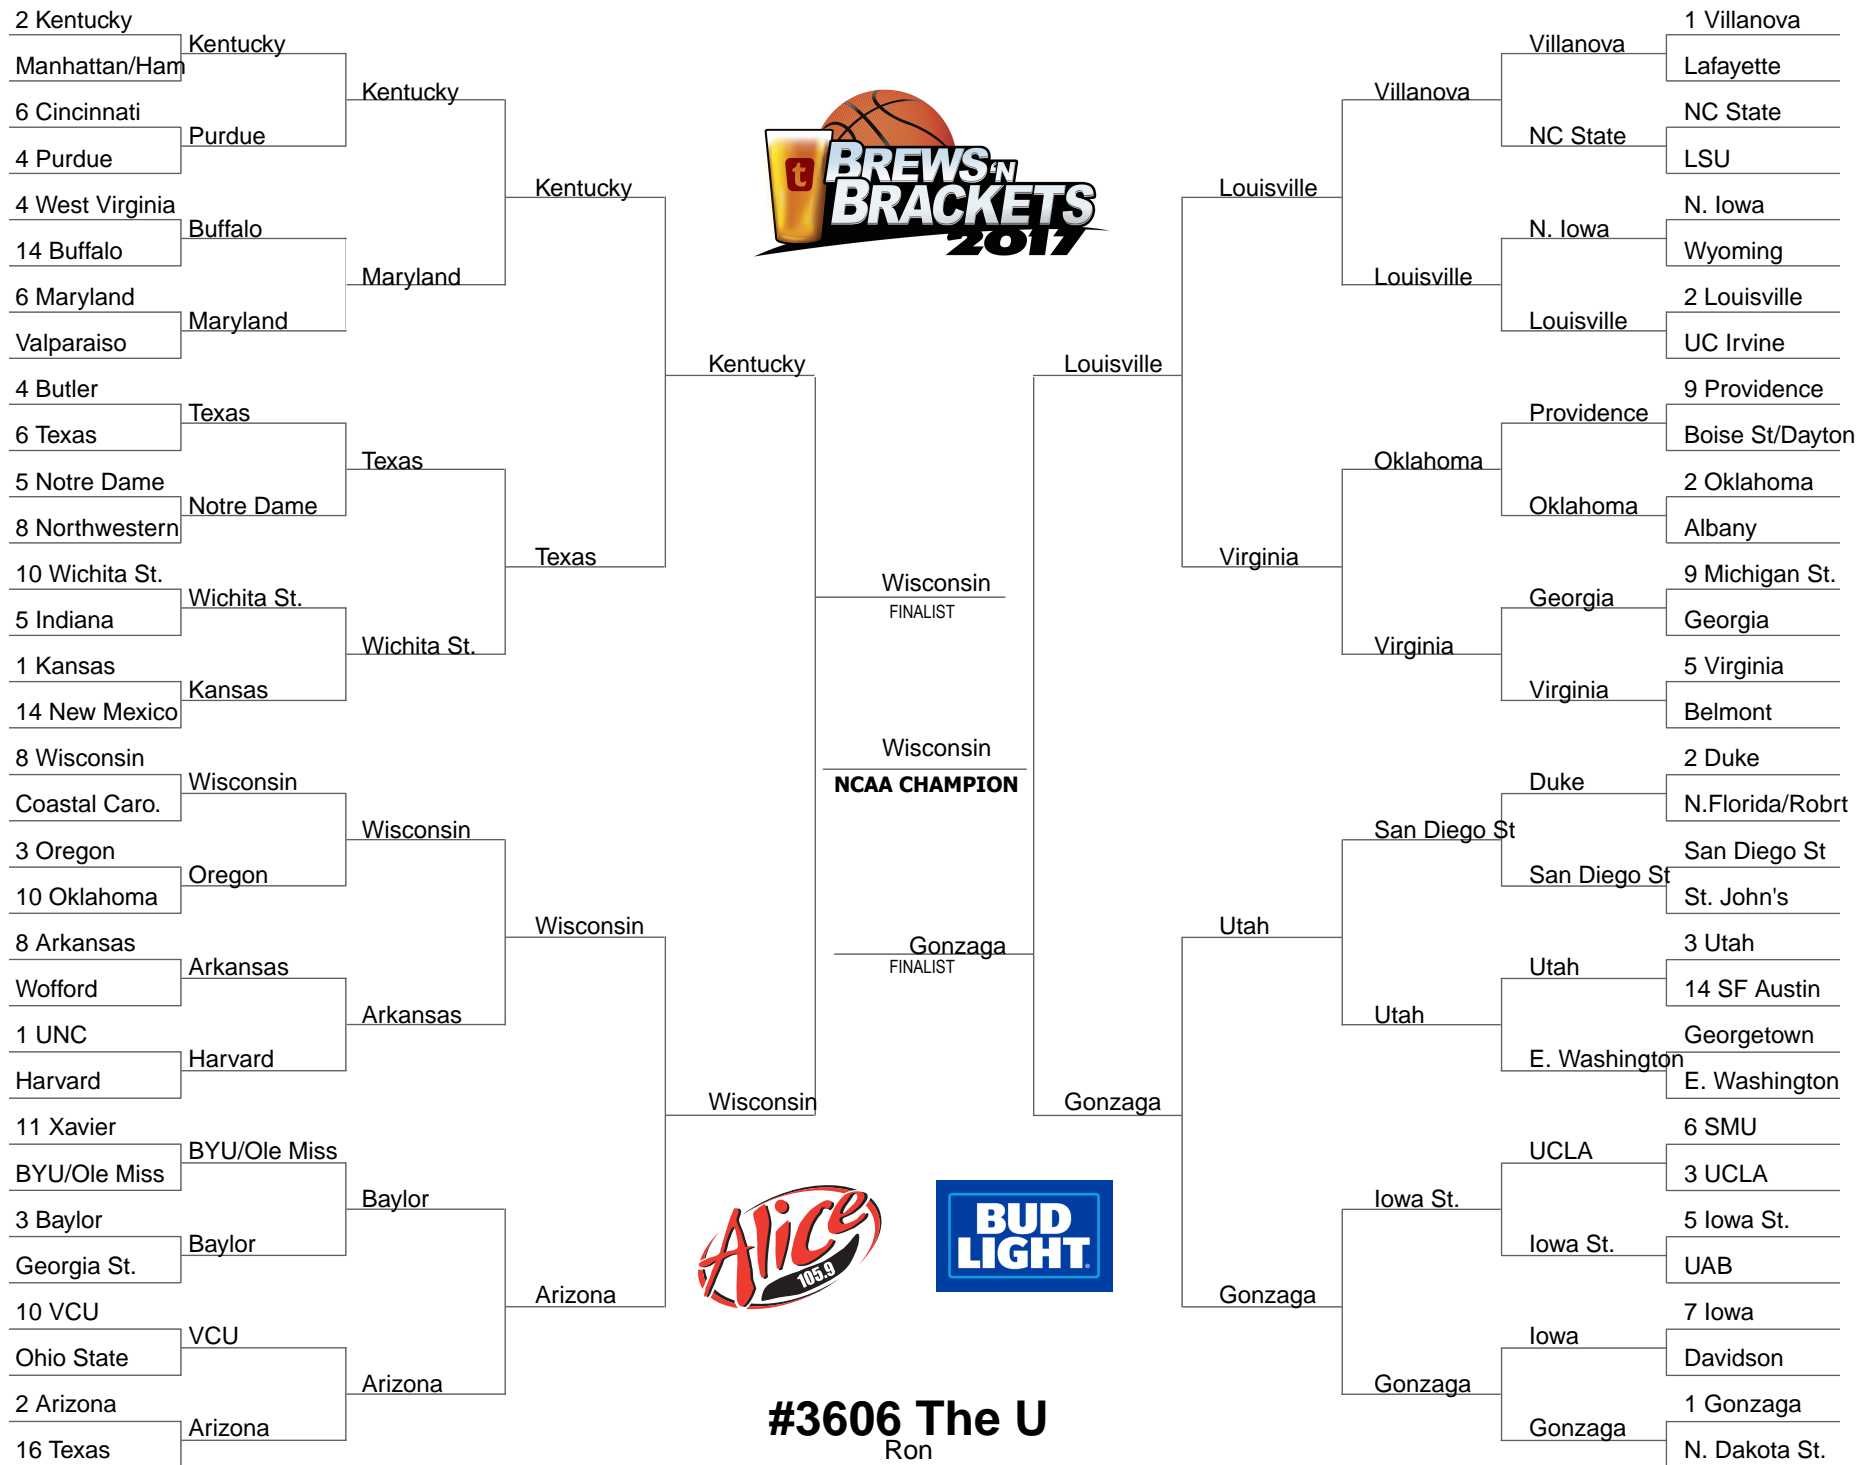 2 Kentucky
Manhattan/Ham
6 Cincinnati
4 Purdue
4 West Virginia
14 Buffalo
6 Maryland
Valparaiso
4 Butler
6 Texas
5 Notre Dame
8 Northwestern
10 Wichita St.
5 Indiana
1 Kansas
14 New Mexico
8 Wisconsin
Coastal Caro.
3 Oregon
10 Oklahoma
8 Arkansas
Wofford
1 UNC
Harvard
11 Xavier
BYU/Ole Miss
3 Baylor
Georgia St.
10 VCU
Ohio State
2 Arizona
16 Texas
Kentucky
Purdue
Buffalo
Maryland
Texas
Notre Dame
Wichita St.
Kansas
Wisconsin
Oregon
Arkansas
Harvard
BYU/Ole Miss
Baylor
VCU
Arizona
Kentucky
Maryland
Texas
Wichita St.
Wisconsin
Arkansas
Baylor
Arizona
Kentucky
Texas
Wisconsin
Arizona
Kentucky
Wisconsin
t
BREWS 'N
BRACKETS
2017
Wisconsin
FINALIST
Wisconsin
NCAA CHAMPION
Gonzaga
FINALIST
Alice
105.9
BUD
LIGHT
#3606 The U
Ron
Louisville
Gonzaga
Louisville
Virginia
Utah
Gonzaga
Villanova
Louisville
Oklahoma
Virginia
San Diego St
Utah
Iowa St.
Gonzaga
Villanova
NC State
N. Iowa
Louisville
Providence
Oklahoma
Georgia
Virginia
Duke
San Diego St
Utah
E. Washington
UCLA
Iowa St.
Iowa
Gonzaga
1 Villanova
Lafayette
NC State
LSU
N. Iowa
Wyoming
2 Louisville
UC Irvine
9 Providence
Boise St/Dayton
2 Oklahoma
Albany
9 Michigan St.
Georgia
5 Virginia
Belmont
2 Duke
N.Florida/Robrt
San Diego St
St. John's
3 Utah
14 SF Austin
Georgetown
E. Washington
6 SMU
3 UCLA
5 Iowa St.
UAB
7 Iowa
Davidson
1 Gonzaga
N. Dakota St.